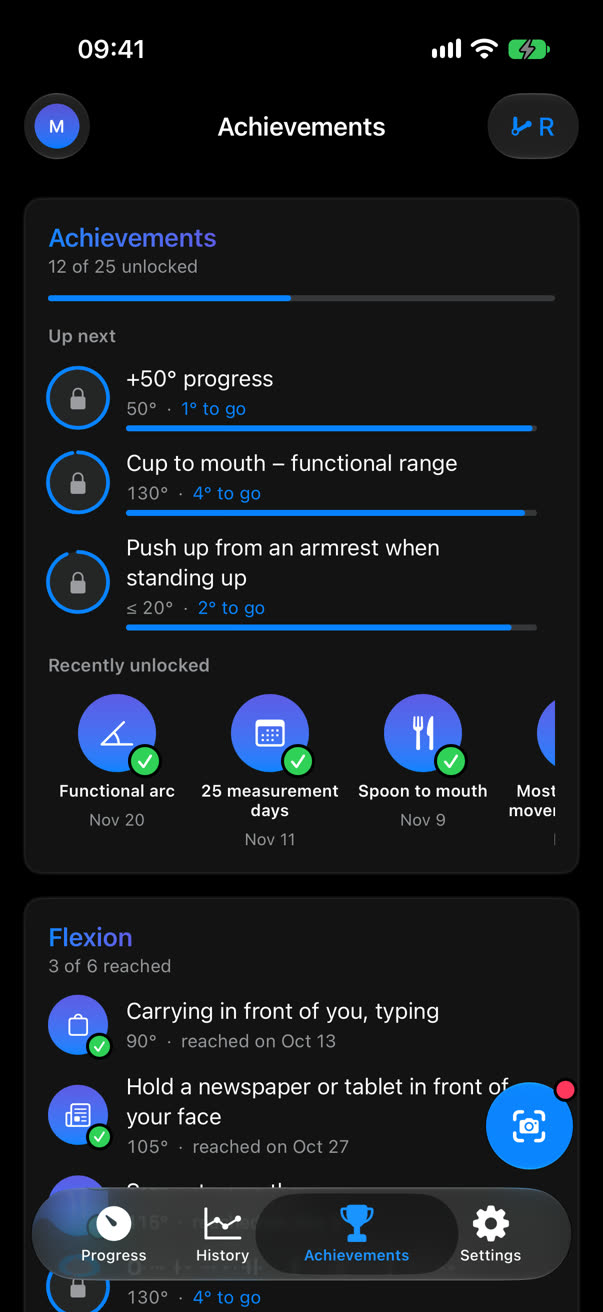 09:41
M
Achievements
R
Achievements
12 of 25 unlocked
Up next
+50° progress
50° · 1° to go
Cup to mouth – functional range
130° · 4° to go
Push up from an armrest when
standing up
≤ 20° · 2° to go
Recently unlocked
Functional arc
Nov 20
25 measurement
days
Nov 11
Spoon to mouth
Nov 9
Most
Flexion
3 of 6 reached
Carrying in front of you, typing
90° · reached on Oct 13
Hold a newspaper or tablet in front of
your face
105° · reached on Oct 27
130° · 4° to go
Progress
History
Achievements
Settings